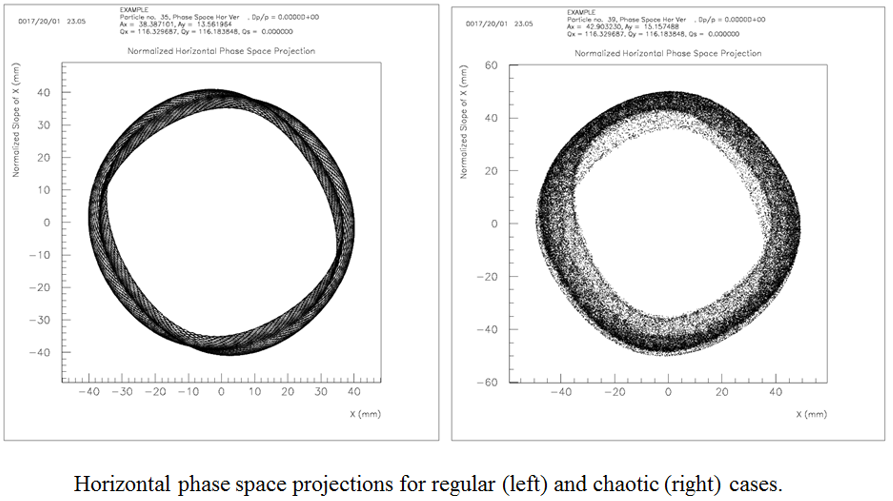 EXAMPLE
Particle no. 35, Phase Space Hor Ver , Dp/p = 0.00000+00
D017/20/01 23.05
Ax = 38.387101, Ay = 13.561964
Qx = 116.329687, Qy = 116.183848, Qs = 0.000000
Normalized Horizontal Phase Space Projection
Normalized Slope of X (mm)
40
30
20
10
0
−10
−20
−30
−40
−40 −20 0 20 40
X (mm)
EXAMPLE
Particle no. 39, Phase Space Hor Ver , Dp/p = 0.00000+00
D017/20/01 23.05
Ax = 42.903230, Ay = 15.157488
Qx = 116.329687, Qy = 116.183848, Qs = 0.000000
Normalized Horizontal Phase Space Projection
Normalized Slope of X (mm)
60
40
20
0
−20
−40
−60
−60 −40 −20 0 20 40 60
X (mm)
Horizontal phase space projections for regular (left) and chaotic (right) cases.